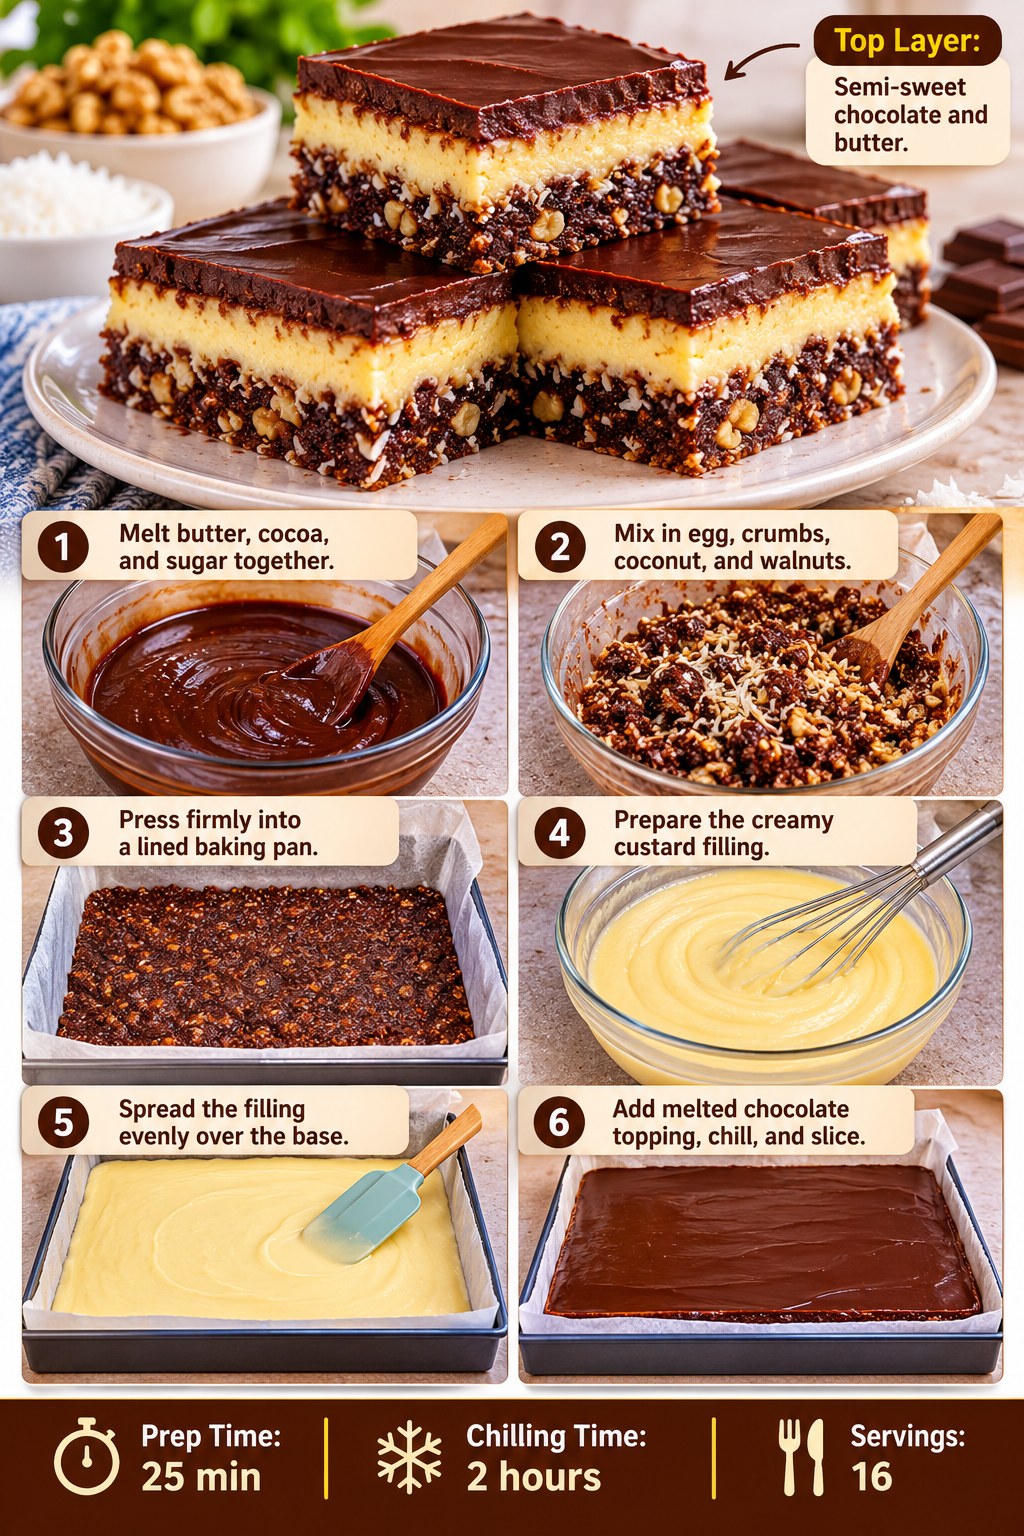 Top Layer:
Semi-sweet
chocolate and
butter.
1
Melt butter, cocoa,
and sugar together.
2
Mix in egg, crumbs,
coconut, and walnuts.
3
Press firmly into
a lined baking pan.
4
Prepare the creamy
custard filling.
5
Spread the filling
evenly over the base.
6
Add melted chocolate
topping, chill, and slice.
Prep Time:
25 min
Chilling Time:
2 hours
Servings:
16